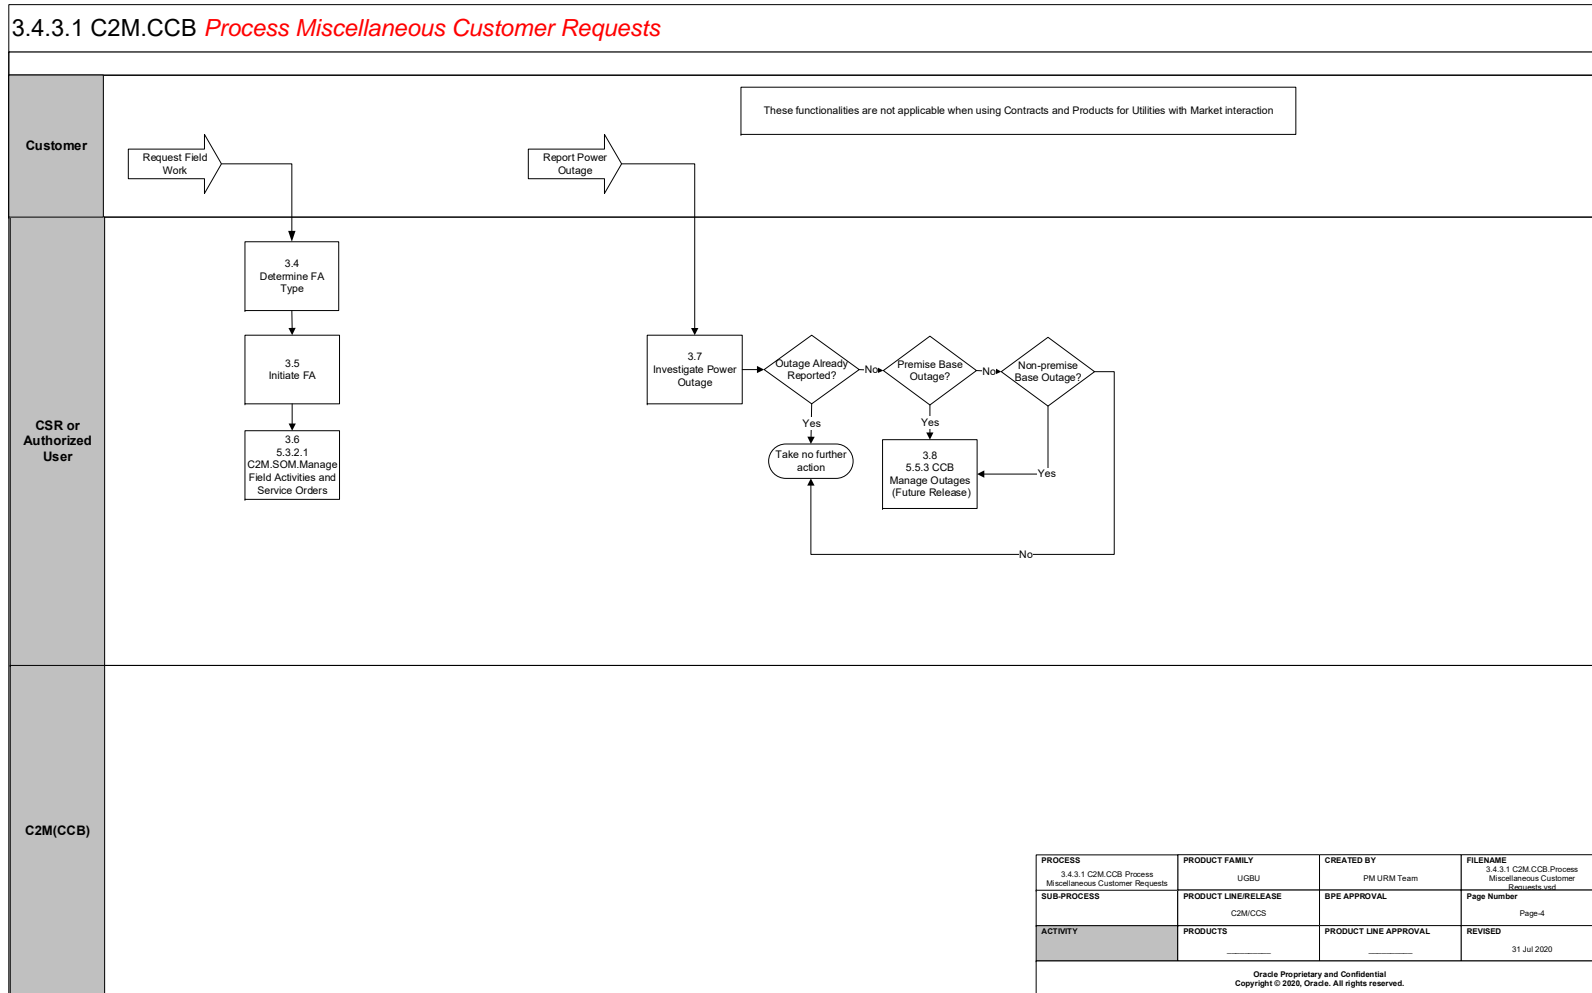 3.4.3.1 C2M.CCB Process Miscellaneous Customer Requests
Customer
These functionalities are not applicable when using Contracts and Products for Utilities with Market interaction
Request Field
Work
Report Power
Outage
CSR or
Authorized
User
3.4
Determine FA
Type
3.5
Initiate FA
3.6
5.3.2.1
C2M.SOM.Manage
Field Activities and
Service Orders
3.7
Investigate Power
Outage
Outage Already
Reported?
No
Premise Base
Outage?
No
Non-premise
Base Outage?
Yes
Yes
Take no further
action
3.8
5.5.3 CCB
Manage Outages
(Future Release)
Yes
No
C2M(CCB)
PROCESS
3.4.3.1 C2M.CCB Process
Miscellaneous Customer Requests
PRODUCT FAMILY
UGBU
CREATED BY
PM URM Team
FILENAME
3.4.3.1 C2M.CCB.Process
Miscellaneous Customer
Requests.vsd
SUB-PROCESS
PRODUCT LINE/RELEASE
C2M/CCS
BPE APPROVAL
Page Number
Page-4
ACTIVITY
PRODUCTS
PRODUCT LINE APPROVAL
REVISED
31 Jul 2020
Oracle Proprietary and Confidential
Copyright © 2020, Oracle. All rights reserved.